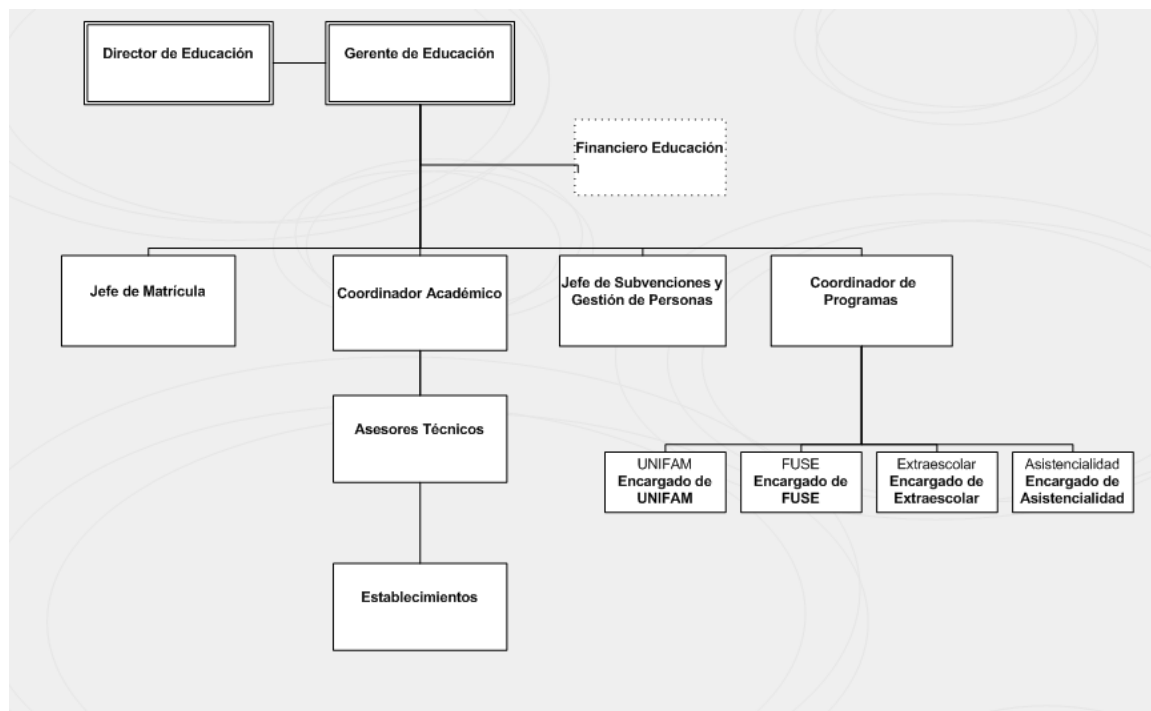 Director de Educación
Gerente de Educación
Financiero Educación
Jefe de Matrícula
Coordinador Académico
Jefe de Subvenciones y
Gestión de Personas
Coordinador de
Programas
Asesores Técnicos
UNIFAM
Encargado de
UNIFAM
FUSE
Encargado de
FUSE
Extraescolar
Encargado de
Extraescolar
Asistencialidad
Encargado de
Asistencialidad
Establecimientos